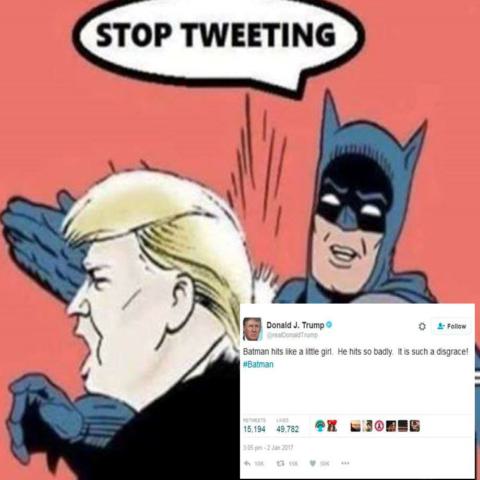 STOP TWEETING
Donald J. Trump
@realDonaldTrump
Follow
Batman hits like a little girl. He hits so badly. It is such a disgrace!
#Batman
RETWEETS LIKES
15,194 49,782
3:05 pm - 2 Jan 2017